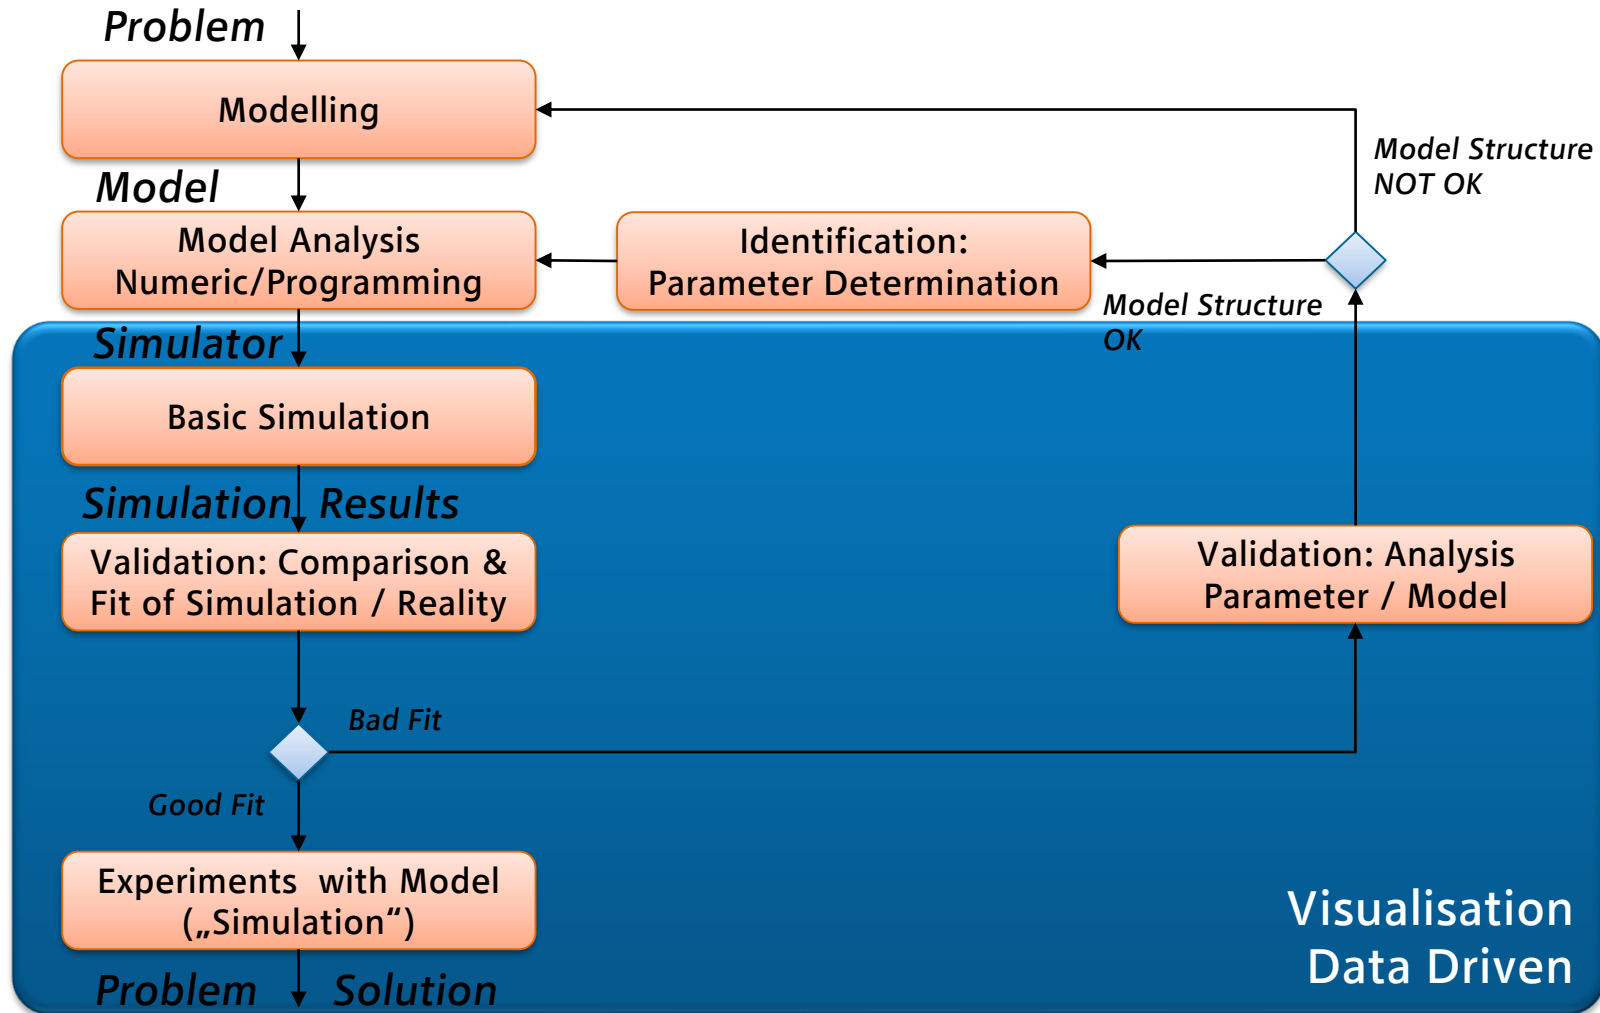 Problem
Modelling
Model Structure
NOT OK
Model
Model Analysis
Numeric/Programming
Identification:
Parameter Determination
Model Structure
OK
Simulator
Basic Simulation
Simulation Results
Validation: Comparison &
Fit of Simulation / Reality
Validation: Analysis
Parameter / Model
Bad Fit
Good Fit
Experiments with Model
(„Simulation“)
Visualisation
Data Driven
Problem Solution